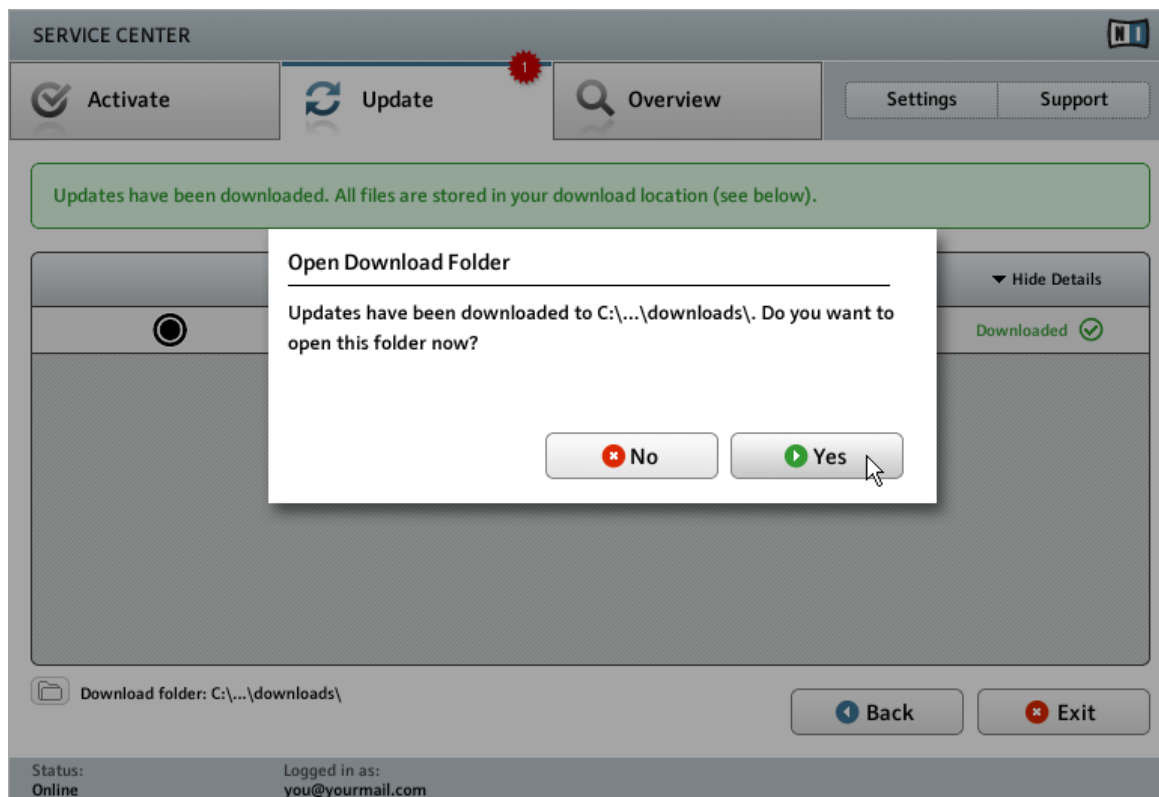 SERVICE CENTER
NI
Activate
Update
1
Overview
Settings
Support
Updates have been downloaded. All files are stored in your download location (see below).
Open Download Folder
Hide Details
Updates have been downloaded to C:\...\downloads\. Do you want to
open this folder now?
Downloaded
No
Yes
Download folder: C:\...\downloads\
Back
Exit
Status:
Online
Logged in as:
you@yourmail.com